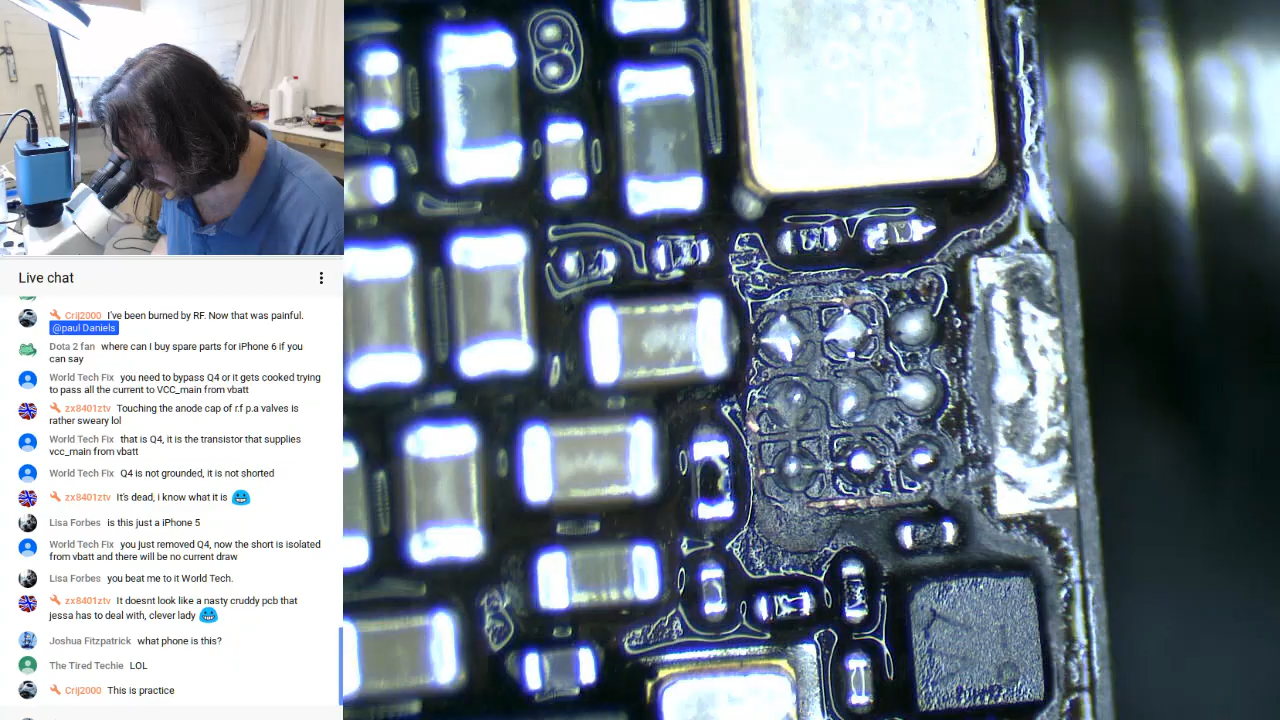 Live chat
Crij2000 I've been burned by RF. Now that was painful.
@paul Daniels
Dota 2 fan where can I buy spare parts for iPhone 6 if you
can say
World Tech Fix you need to bypass Q4 or it gets cooked trying
to pass all the current to VCC_main from vbatt
zx8401ztv Touching the anode cap of r.f p.a valves is
rather sweary lol
World Tech Fix that is Q4, it is the transistor that supplies
vcc_main from vbatt
World Tech Fix Q4 is not grounded, it is not shorted
zx8401ztv It's dead, i know what it is
Lisa Forbes is this just a iPhone 5
World Tech Fix you just removed Q4, now the short is isolated
from vbatt and there will be no current draw
Lisa Forbes you beat me to it World Tech.
zx8401ztv It doesnt look like a nasty cruddy pcb that
jessa has to deal with, clever lady
Joshua Fitzpatrick what phone is this?
The Tired Techie LOL
Crij2000 This is practice